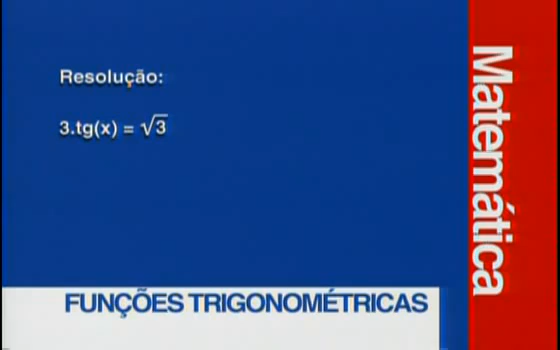 Resolução:
3.tg(x) = √3
FUNÇÕES TRIGONOMÉTRICAS
Matemática